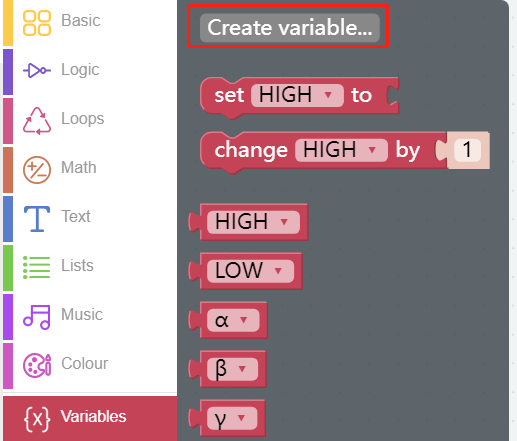 Basic
Logic
Loops
Math
Text
Lists
Music
Colour
{x} Variables
Create variable...
set HIGH ▾ to
change HIGH ▾ by 1
HIGH ▾
LOW ▾
α ▾
β ▾
γ ▾